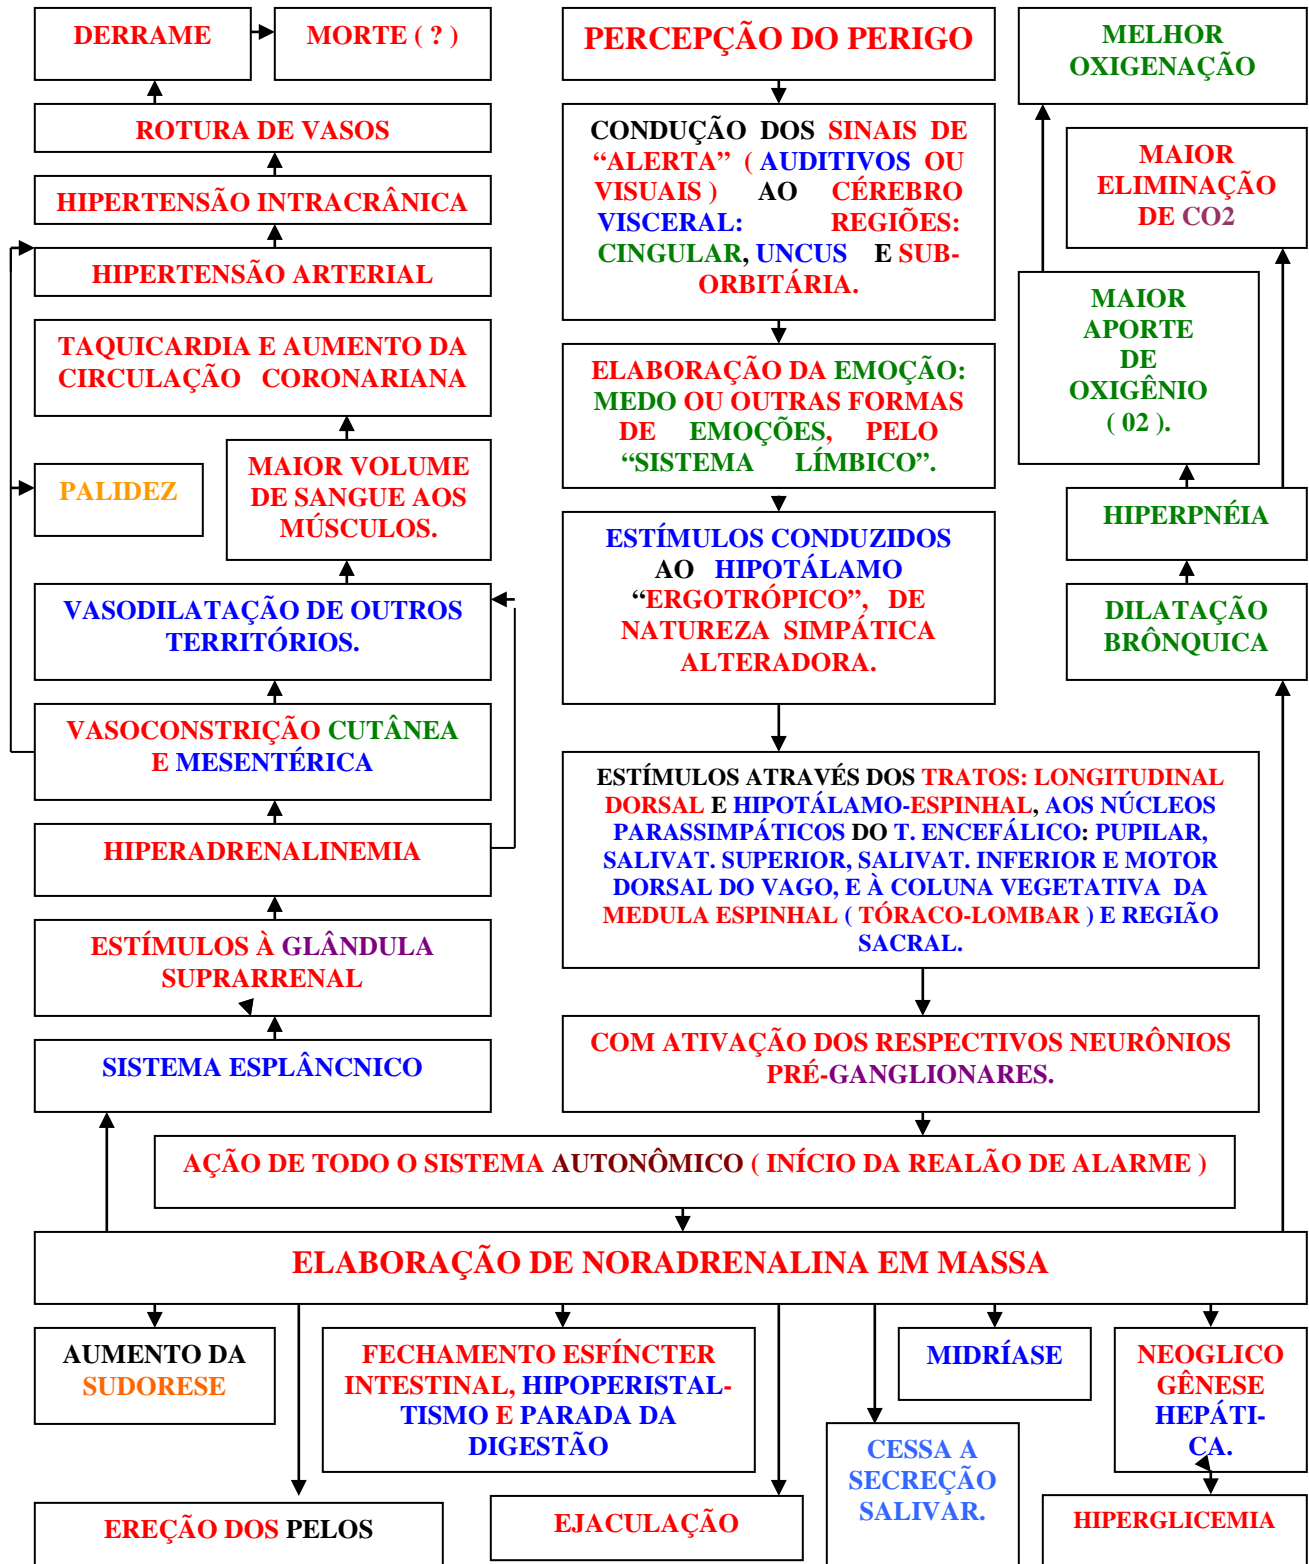 DERRAME
MORTE ( ? )
ROTURA DE VASOS
HIPERTENSÃO INTRACRÂNICA
HIPERTENSÃO ARTERIAL
TAQUICARDIA E AUMENTO DA
CIRCULAÇÃO CORONARIANA
PALIDEZ
MAIOR VOLUME
DE SANGUE AOS
MÚSCULOS.
VASODILATAÇÃO DE OUTROS
TERRITÓRIOS.
VASOCONSTRIÇÃO CUTÂNEA
E MESENTÉRICA
HIPERADRENALINEMIA
ESTÍMULOS À GLÂNDULA
SUPRARRENAL
SISTEMA ESPLÂNCNICO
PERCEPÇÃO DO PERIGO
CONDUÇÃO DOS SINAIS DE
“ALERTA” ( AUDITIVOS OU
VISUAIS ) AO CÉREBRO
VISCERAL: REGIÕES:
CINGULAR, UNCUS E SUB-
ORBITÁRIA.
ELABORAÇÃO DA EMOÇÃO:
MEDO OU OUTRAS FORMAS
DE EMOÇÕES, PELO
“SISTEMA LÍMBICO”.
ESTÍMULOS CONDUZIDOS
AO HIPOTÁLAMO
“ERGOTRÓPICO”, DE
NATUREZA SIMPÁTICA
ALTERADORA.
ESTÍMULOS ATRAVÉS DOS TRATOS: LONGITUDINAL
DORSAL E HIPOTÁLAMO-ESPINHAL, AOS NÚCLEOS
PARASSIMPÁTICOS DO T. ENCEFÁLICO: PUPILAR,
SALIVAT. SUPERIOR, SALIVAT. INFERIOR E MOTOR
DORSAL DO VAGO, E À COLUNA VEGETATIVA DA
MEDULA ESPINHAL ( TÓRACO-LOMBAR ) E REGIÃO
SACRAL.
COM ATIVAÇÃO DOS RESPECTIVOS NEURÔNIOS
PRÉ-GANGLIONARES.
MELHOR
OXIGENAÇÃO
MAIOR
ELIMINAÇÃO
DE CO2
MAIOR
APORTE
DE
OXIGÊNIO
( 02 ).
HIPERPNÉIA
DILATAÇÃO
BRÔNQUICA
AÇÃO DE TODO O SISTEMA AUTONÔMICO ( INÍCIO DA REALÃO DE ALARME )
ELABORAÇÃO DE NORADRENALINA EM MASSA
AUMENTO DA
SUDORESE
EREÇÃO DOS PELOS
FECHAMENTO ESFÍNCTER
INTESTINAL, HIPOPERISTAL-
TISMO E PARADA DA
DIGESTÃO
EJACULAÇÃO
CESSA A
SECREÇÃO
SALIVAR.
MIDRÍASE
NEOGLICO
GÊNESE
HEPÁTI-
CA.
HIPERGLICEMIA